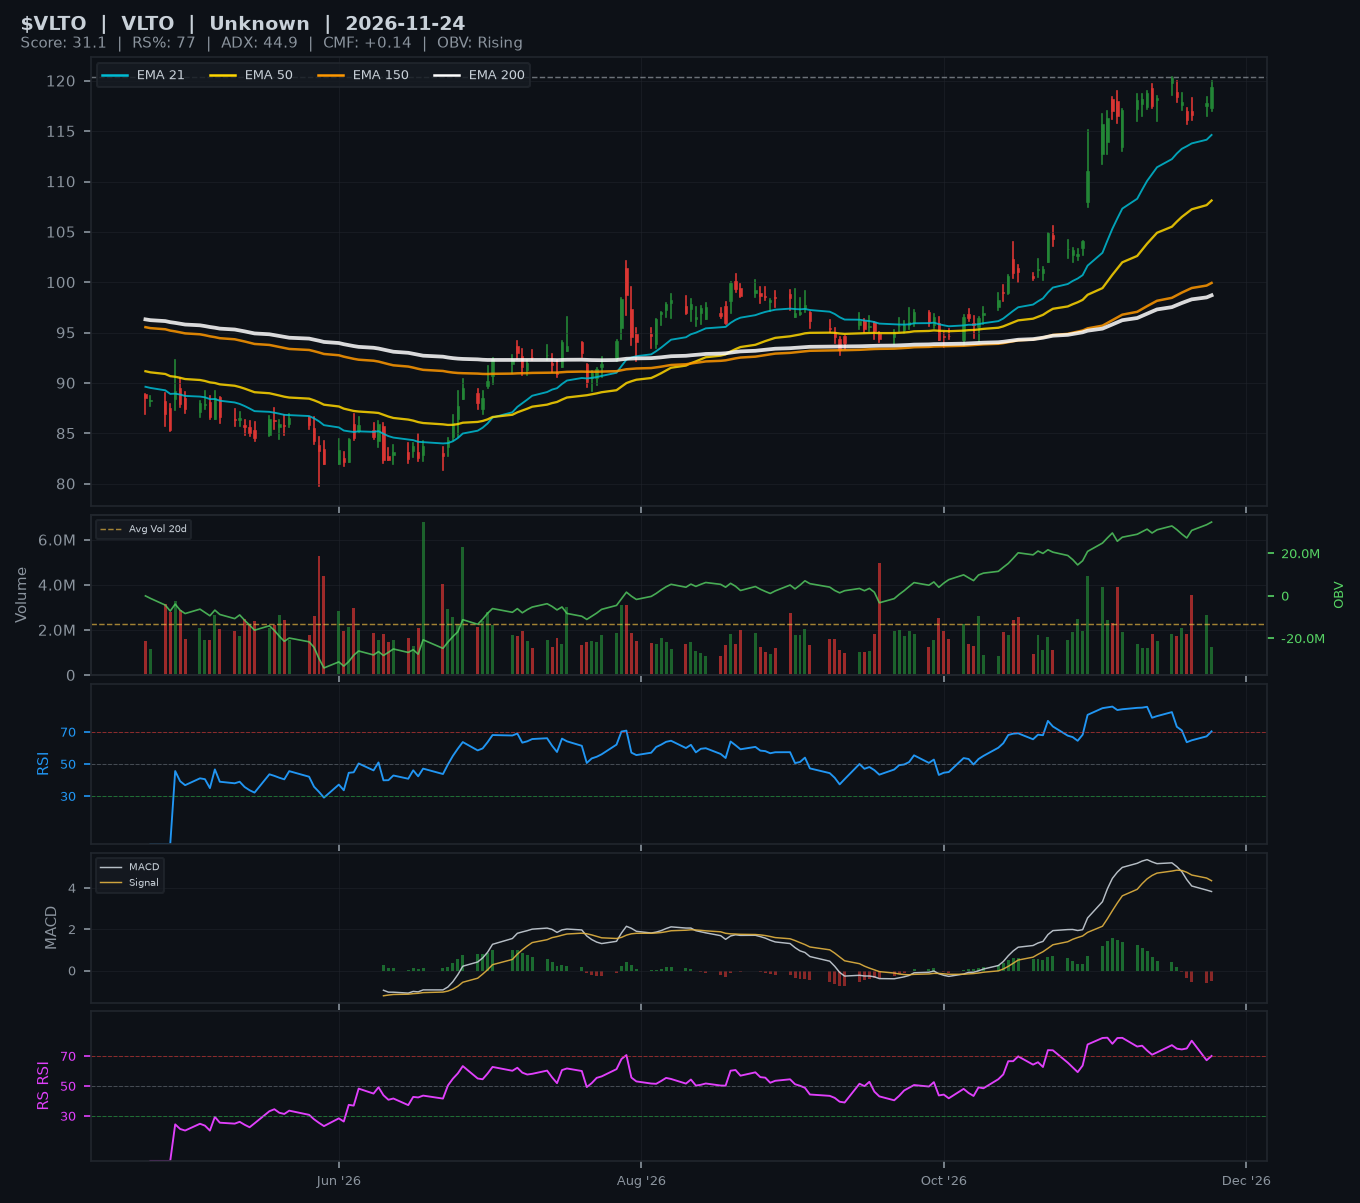 $VLTO | VLTO | Unknown | 2026-11-24
Score: 31.1 | RS%: 77 | ADX: 44.9 | CMF: +0.14 | OBV: Rising
EMA 21 EMA 50 EMA 150 EMA 200
120
115
110
105
100
95
90
85
80
Avg Vol 20d
6.0M
4.0M
2.0M
0
Volume
20.0M
0
-20.0M
OBV
70
50
30
RSI
MACD
Signal
4
2
0
MACD
70
50
30
RS RSI
Jun '26 Aug '26 Oct '26 Dec '26